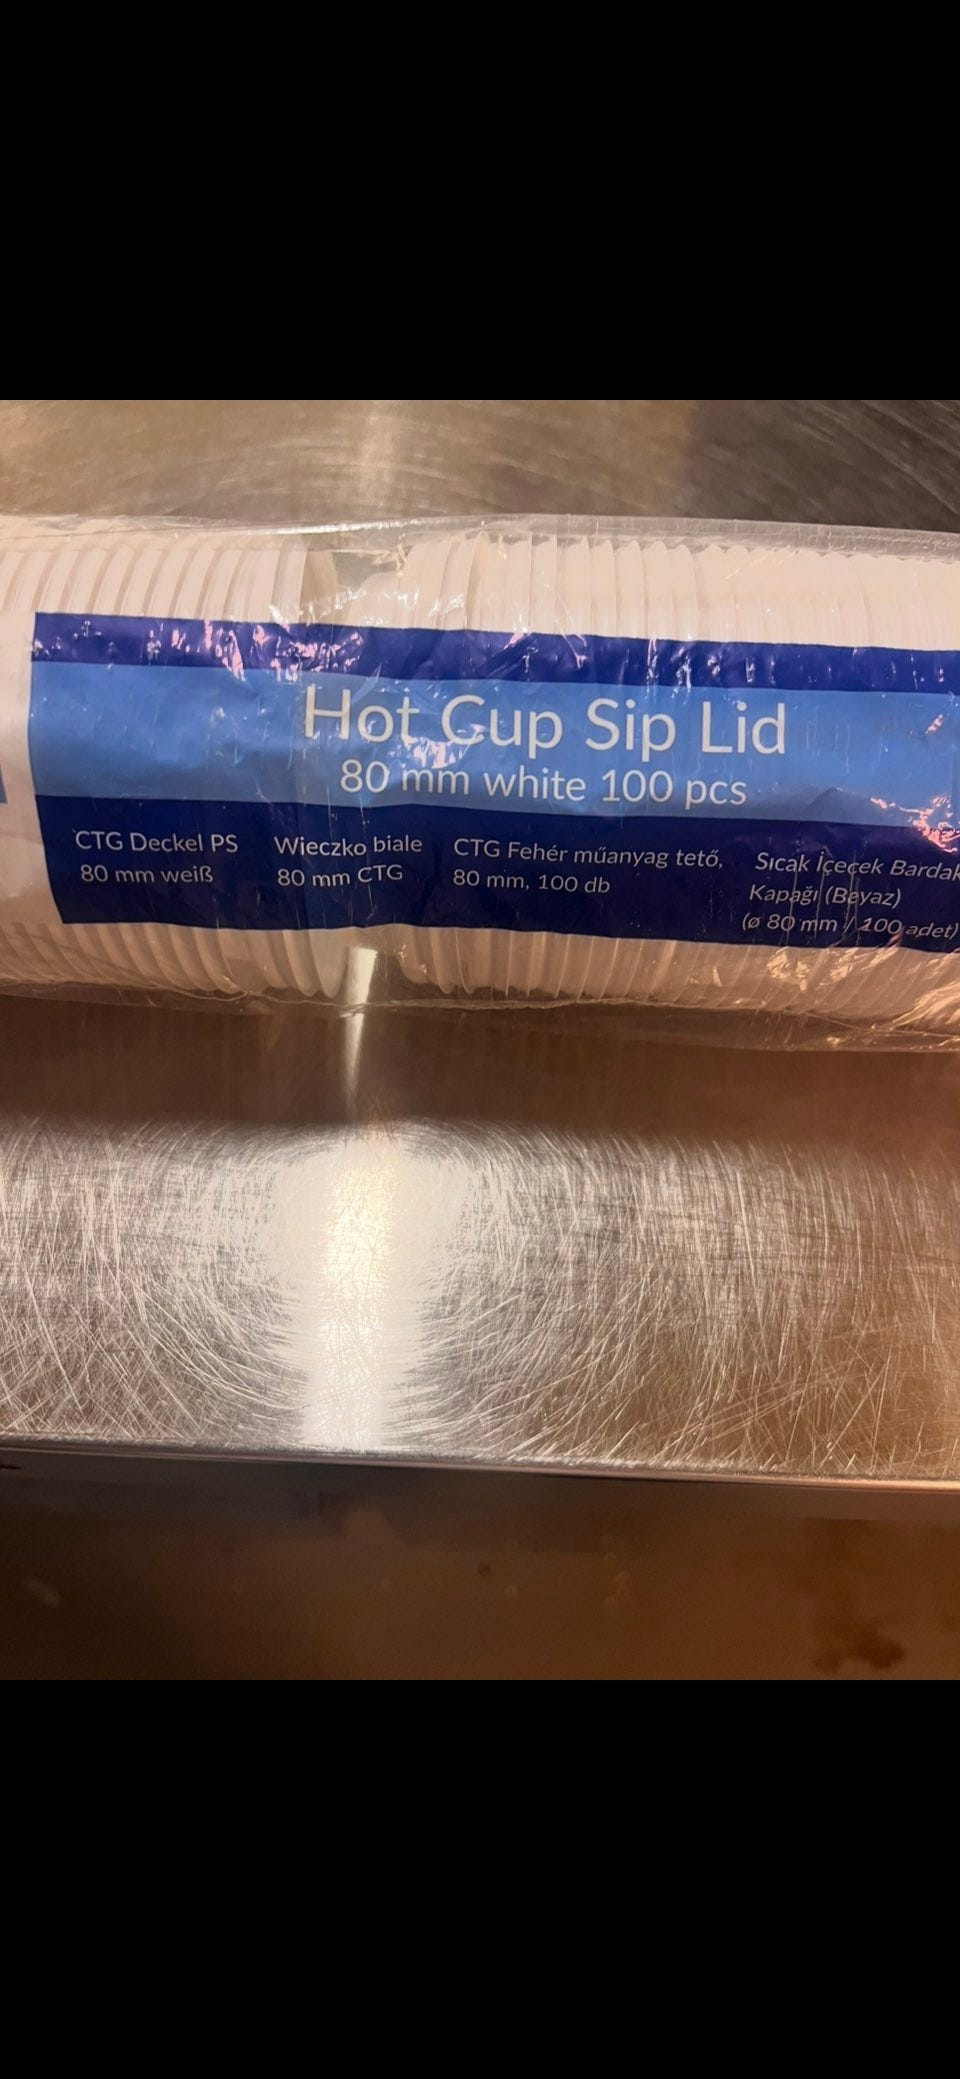 Hot Cup Sip Lid
80 mm white 100 pcs
CTG Deckel PS
80 mm weiß
Wieczko biale
80 mm CTG
CTG Fehér műanyag tető,
80 mm, 100 db
Sıcak İçecek Bardak
Kapağı (Beyaz)
(ø 80 mm / 100 adet)